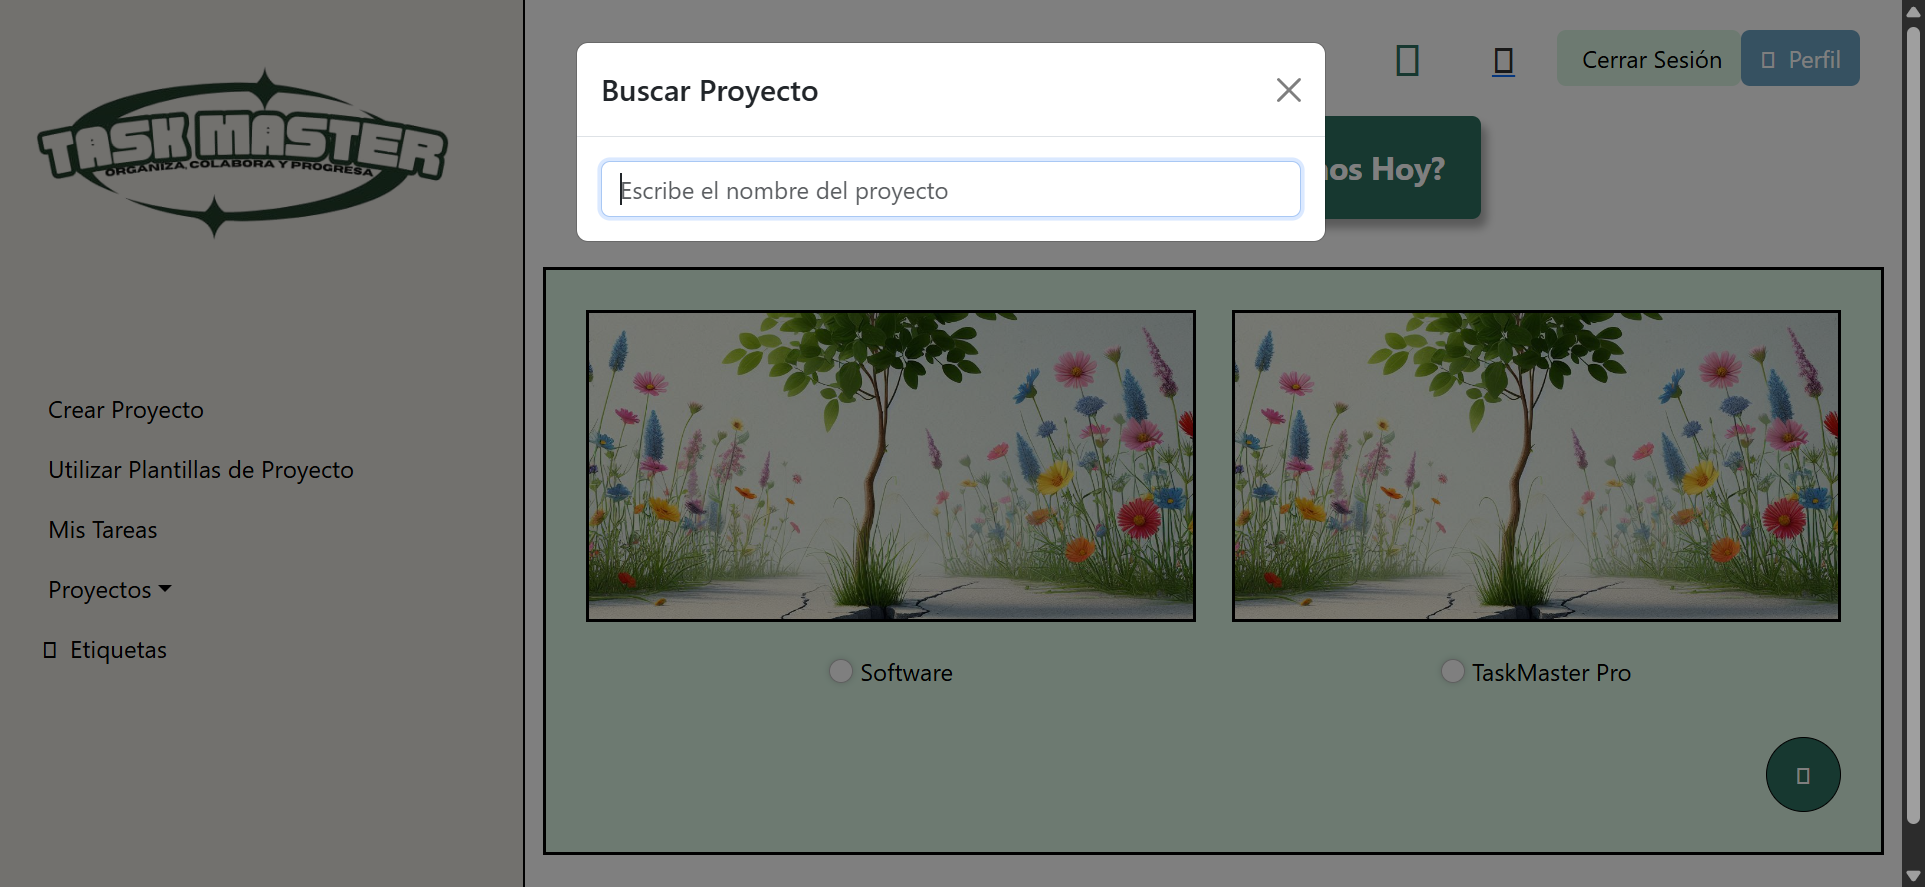 TASK MASTER
ORGANIZA, COLABORA Y PROGRESA
Crear Proyecto
Utilizar Plantillas de Proyecto
Mis Tareas
Proyectos
Etiquetas
Buscar Proyecto
Escribe el nombre del proyecto
Cerrar Sesión
Perfil
Hoy?
Software
TaskMaster Pro